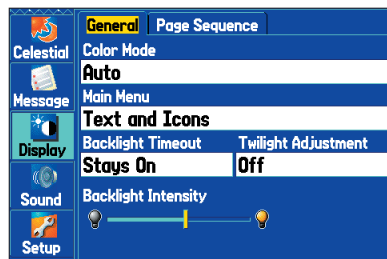 General Page Sequence
Celestial
Color Mode
Auto
Message
Main Menu
Text and Icons
Display
Backlight Timeout Twilight Adjustment
Stays On Off
Sound
Backlight Intensity
Setup